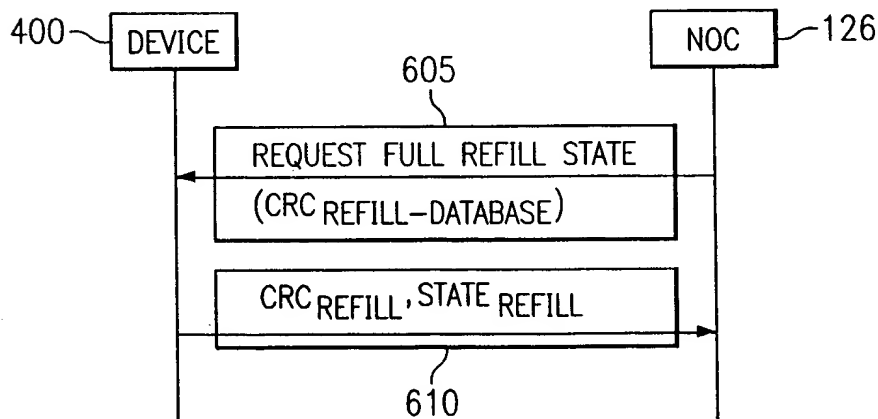 400 DEVICE NOC 126
605
REQUEST FULL REFILL STATE
(CRC REFILL-DATABASE)
CRC REFILL, STATE REFILL
610